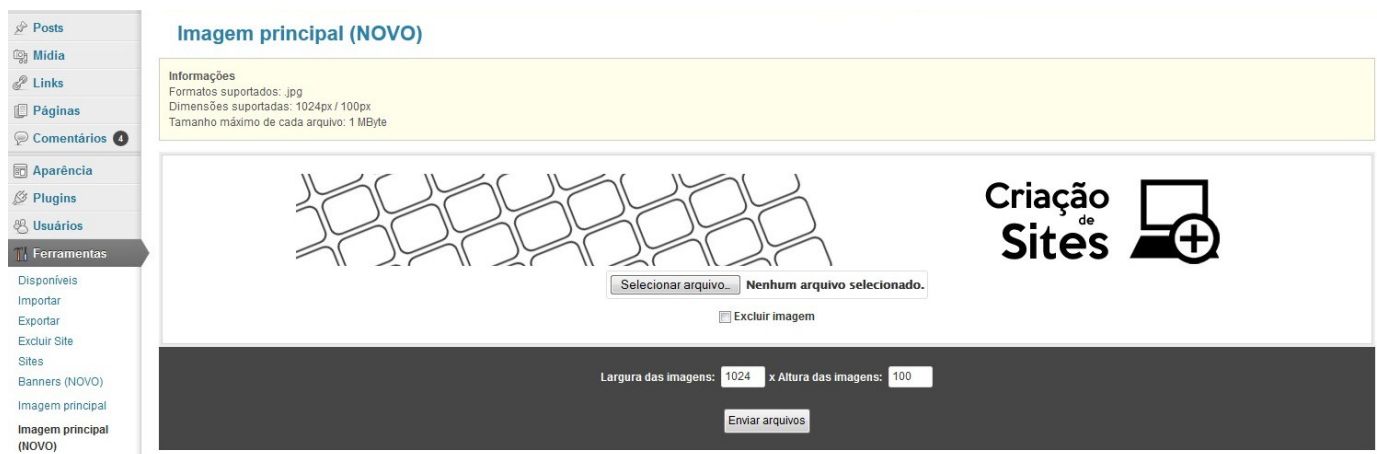 Posts
Mídia
Links
Páginas
Comentários 4
Aparência
Plugins
Usuários
Ferramentas
Disponíveis
Importar
Exportar
Excluir Site
Sites
Banners (NOVO)
Imagem principal
Imagem principal
(NOVO)
Imagem principal (NOVO)
Informações
Formatos suportados: .jpg
Dimensões suportadas: 1024px / 100px
Tamanho máximo de cada arquivo: 1 MByte
Criação
de
Sites
Selecionar arquivo... Nenhum arquivo selecionado.
Excluir imagem
Largura das imagens: 1024 x Altura das imagens: 100
Enviar arquivos